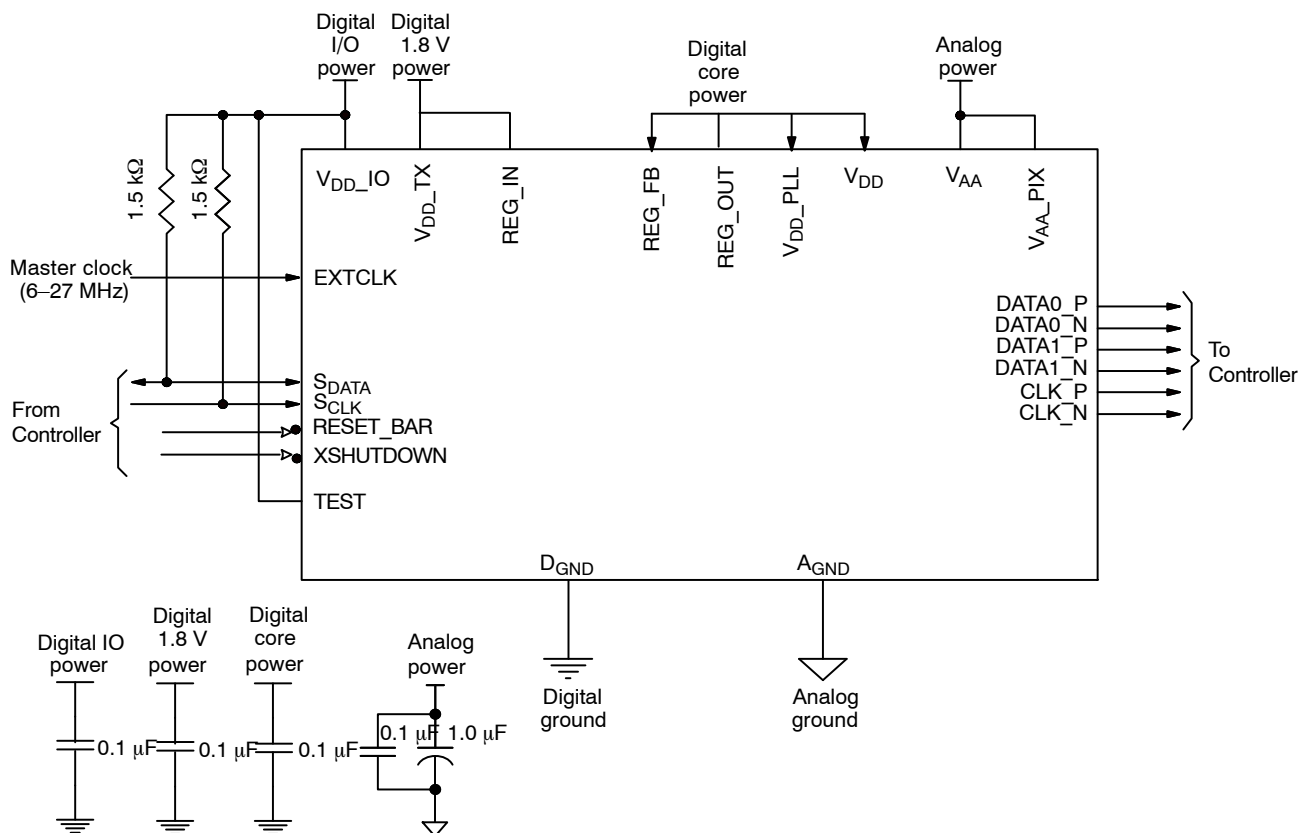 Digital
I/O
power
Digital
1.8 V
power
Digital
core
power
Analog
power
1.5 kΩ
1.5 kΩ
VDD_IO
VDD_TX
REG_IN
REG_FB
REG_OUT
VDD_PLL
VDD
VAA
VAA_PIX
Master clock
(6–27 MHz)
EXTCLK
From
Controller
SDATA
SCLK
RESET_BAR
XSHUTDOWN
TEST
DATA0_P
DATA0_N
DATA1_P
DATA1_N
CLK_P
CLK_N
To
Controller
DGND
AGND
Digital
ground
Analog
ground
Digital IO
power
Digital
1.8 V
power
Digital
core
power
Analog
power
0.1 μF
0.1 μF
0.1 μF
0.1 μF
1.0 μF